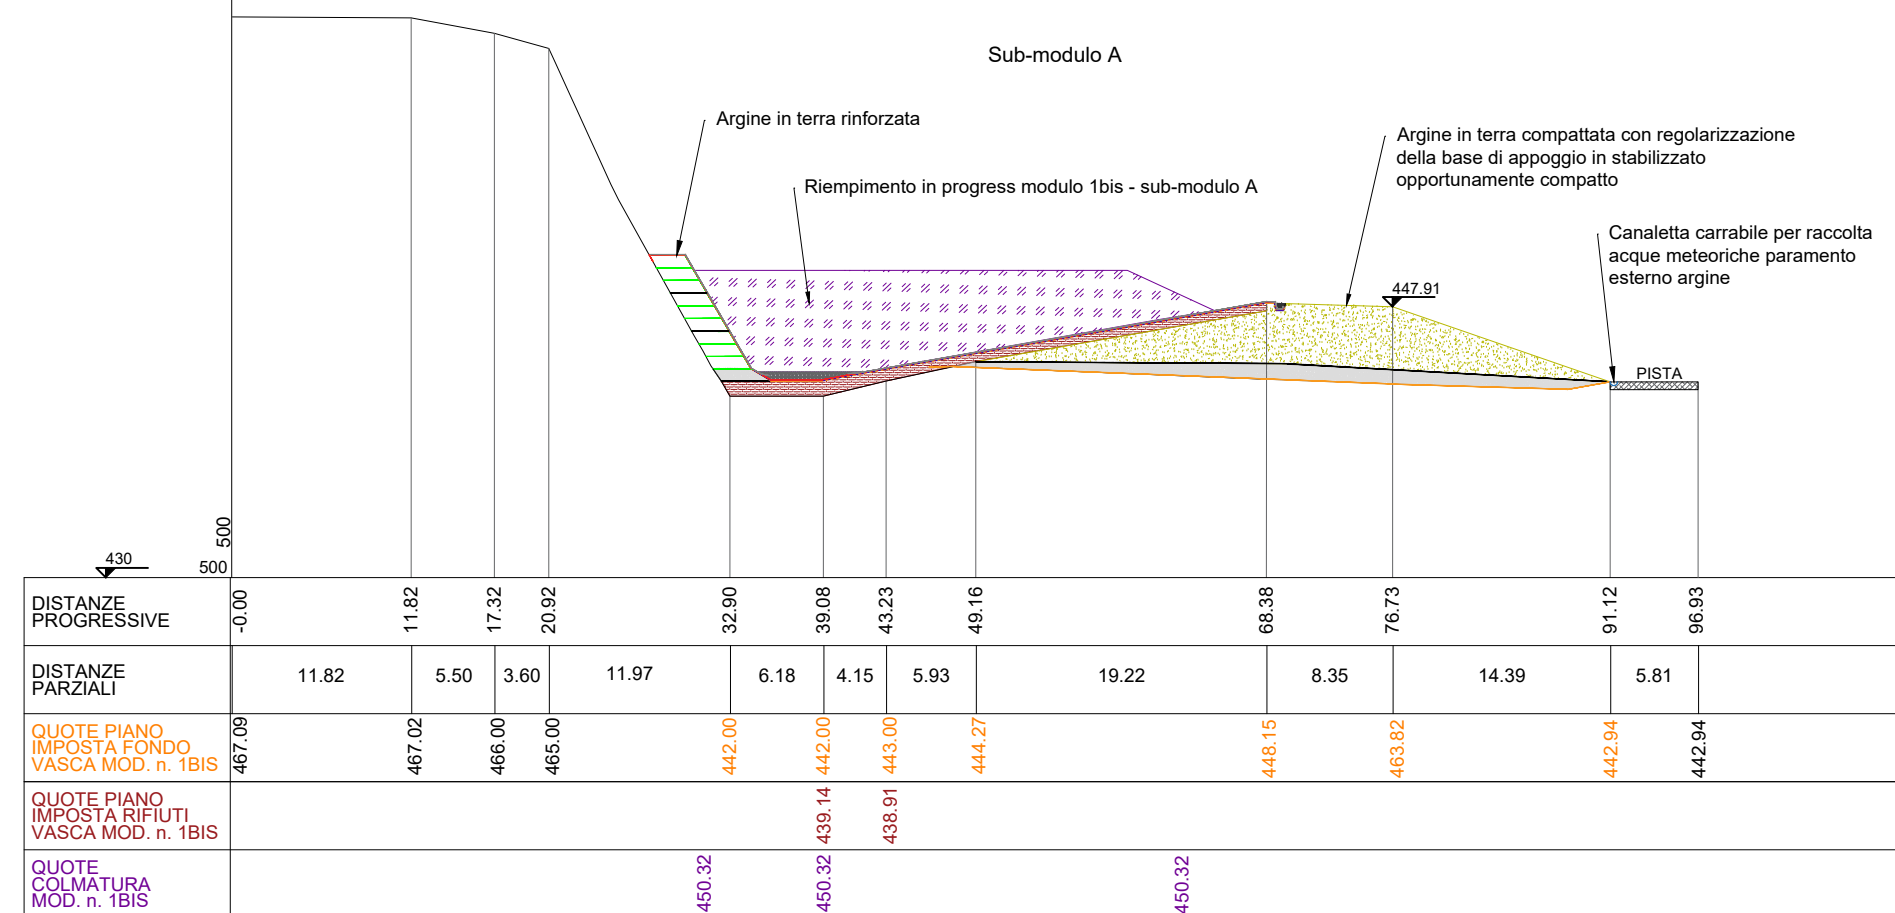 Sub-modulo A
Argine in terra rinforzata
Argine in terra compattata con regolarizzazione
della base di appoggio in stabilizzato
opportunamente compatto
Riempimento in progress modulo 1bis - sub-modulo A
Canaletta carrabile per raccolta
acque meteoriche paramento
esterno argine
447.91
PISTA
500
500
430
DISTANZE
PROGRESSIVE
-0.00
11.82
17.32
20.92
32.90
39.08
43.23
49.16
68.38
76.73
91.12
96.93
DISTANZE
PARZIALI
11.82
5.50
3.60
11.97
6.18
4.15
5.93
19.22
8.35
14.39
5.81
QUOTE PIANO
IMPOSTA FONDO
VASCA MOD. n. 1BIS
467.09
467.02
466.00
465.00
442.00
442.00
443.00
444.27
448.15
463.82
442.94
442.94
QUOTE PIANO
IMPOSTA RIFIUTI
VASCA MOD. n. 1BIS
439.14
438.91
QUOTE
COLMATURA
MOD. n. 1BIS
450.32
450.32
450.32